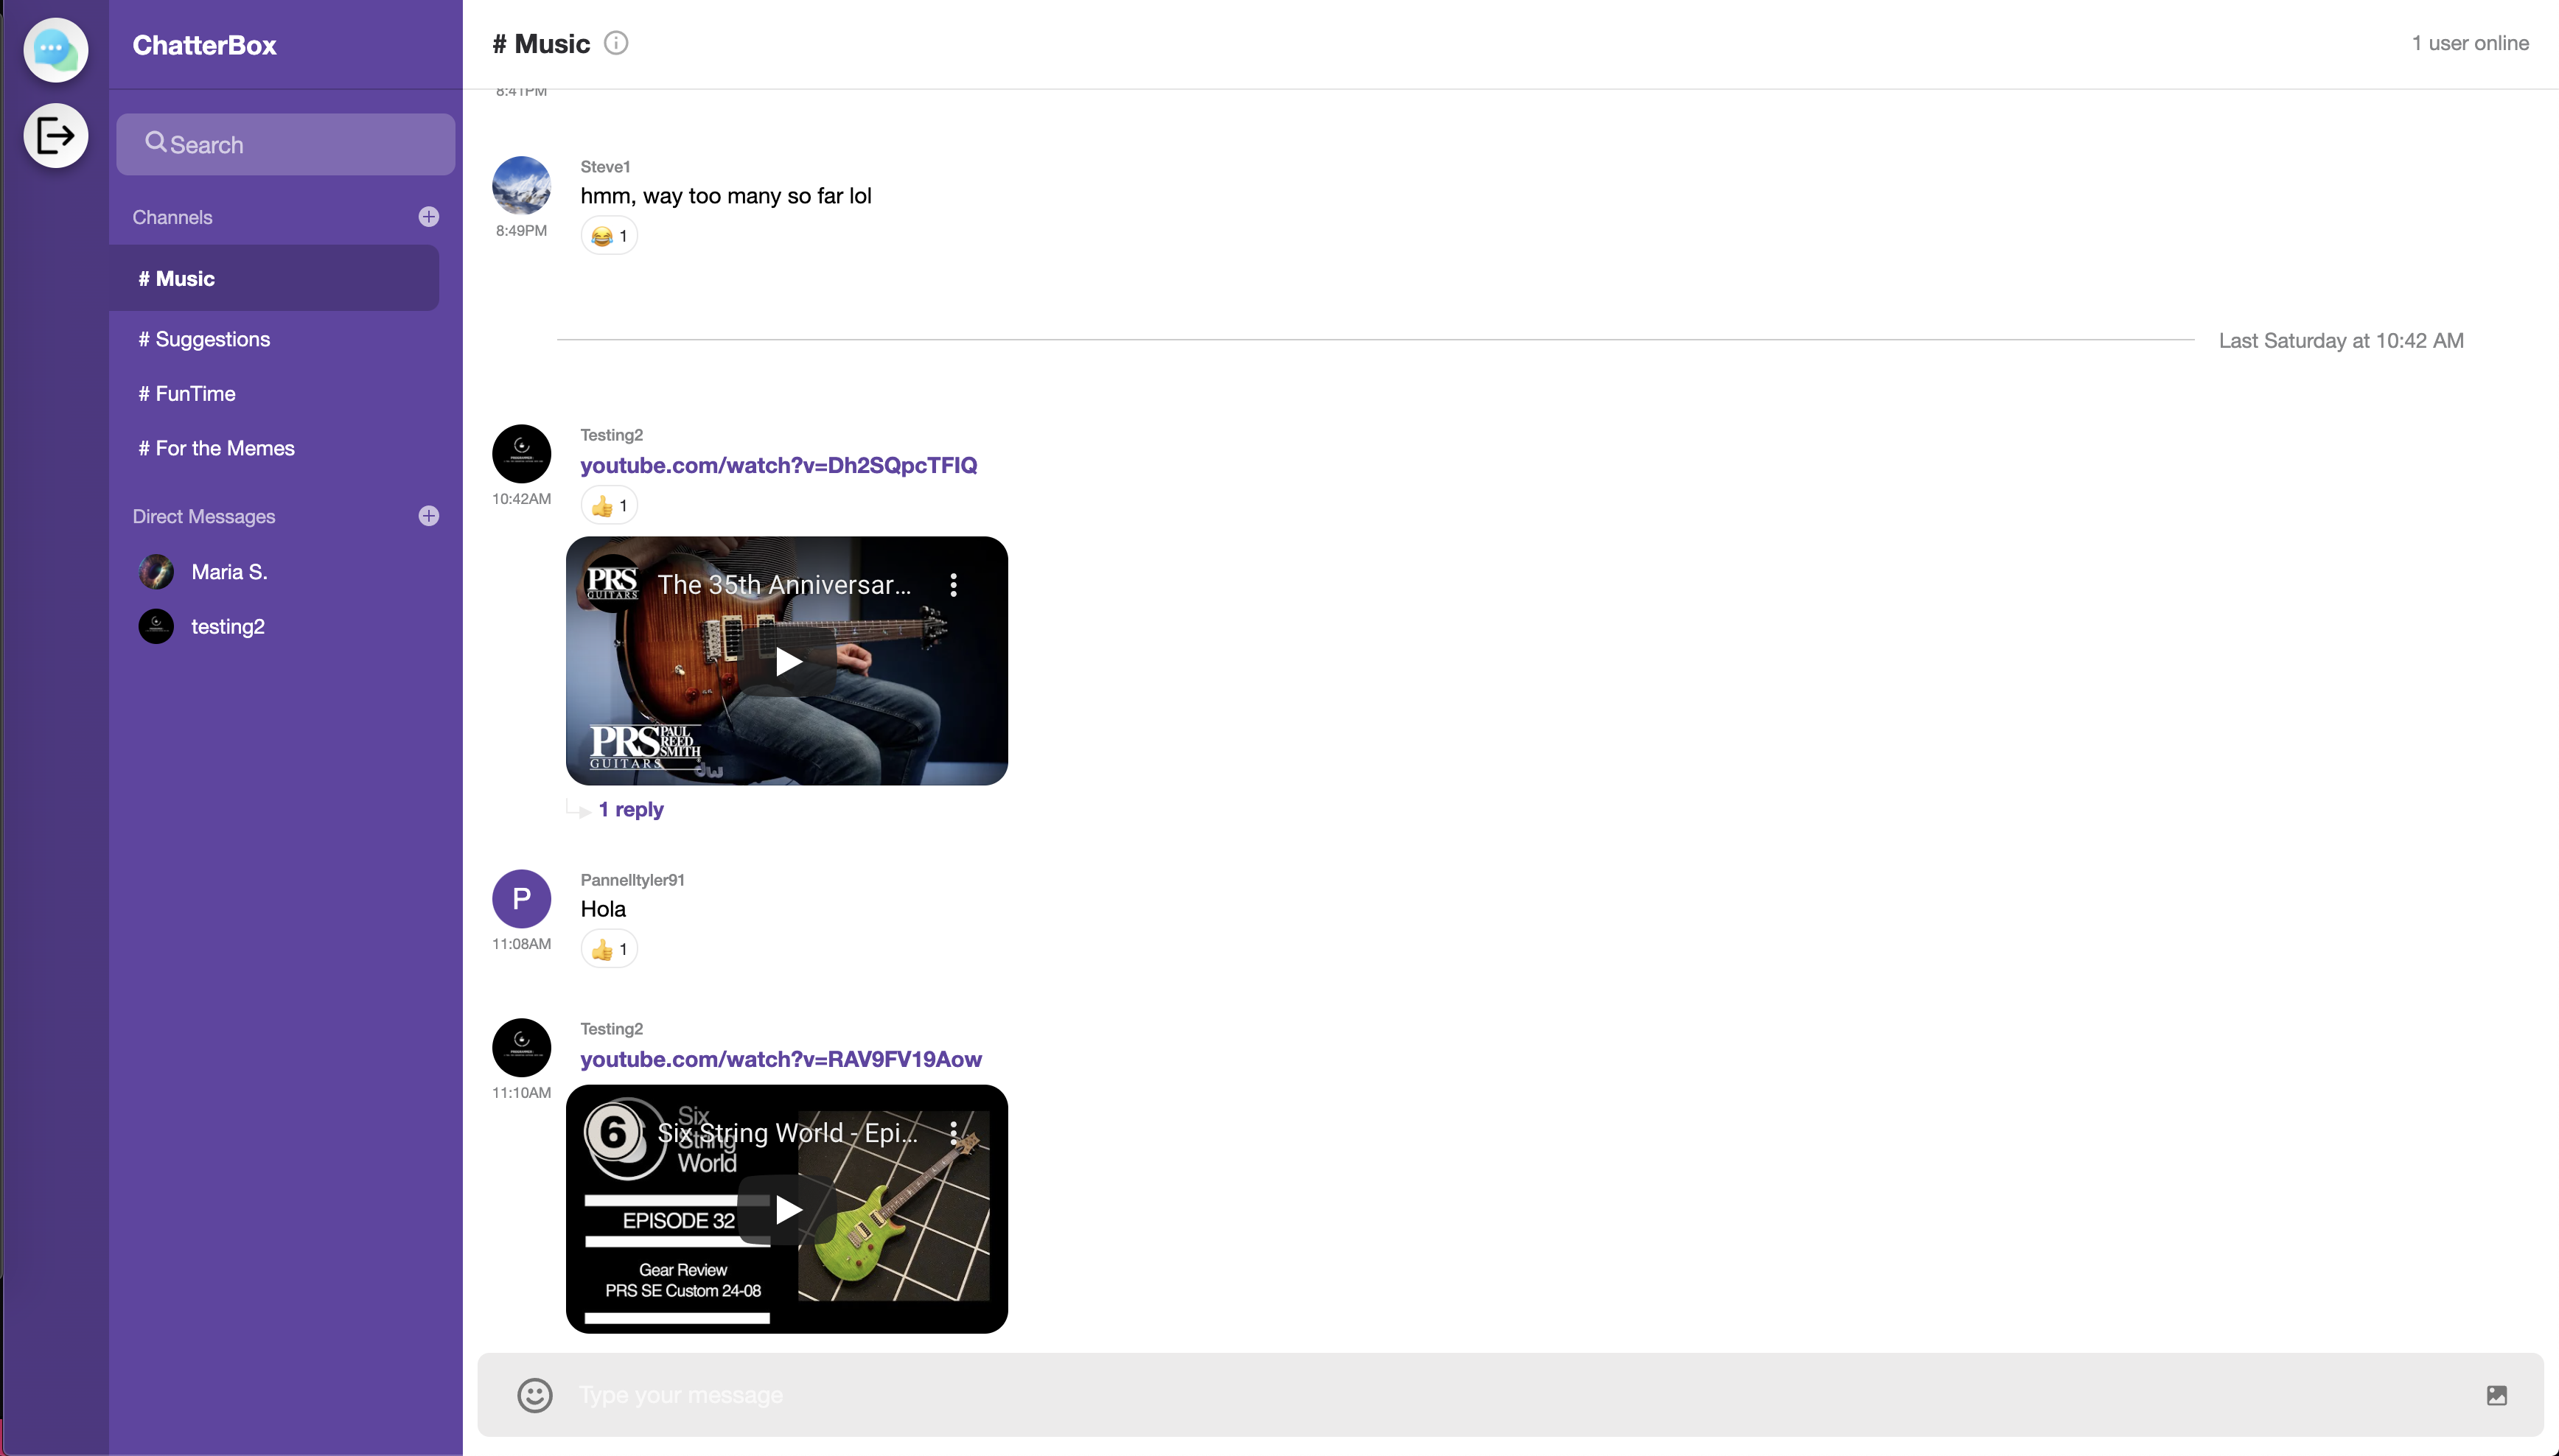 ChatterBox
Search
Channels
# Music
# Suggestions
# FunTime
# For the Memes
Direct Messages
Maria S.
testing2
# Music
1 user online
8:41PM
Steve1
hmm, way too many so far lol
8:49PM
1
Last Saturday at 10:42 AM
Testing2
youtube.com/watch?v=Dh2SQpcTFIQ
10:42AM
1
PRS
GUITARS
The 35th Anniversar...
PRS PAUL REED SMITH
GUITARS
dw
1 reply
P
Pannelltyler91
Hola
11:08AM
1
Testing2
youtube.com/watch?v=RAV9FV19Aow
11:10AM
6
Six String World - Epi...
Six
String
World
EPISODE 32
Gear Review
PRS SE Custom 24-08
Type your message